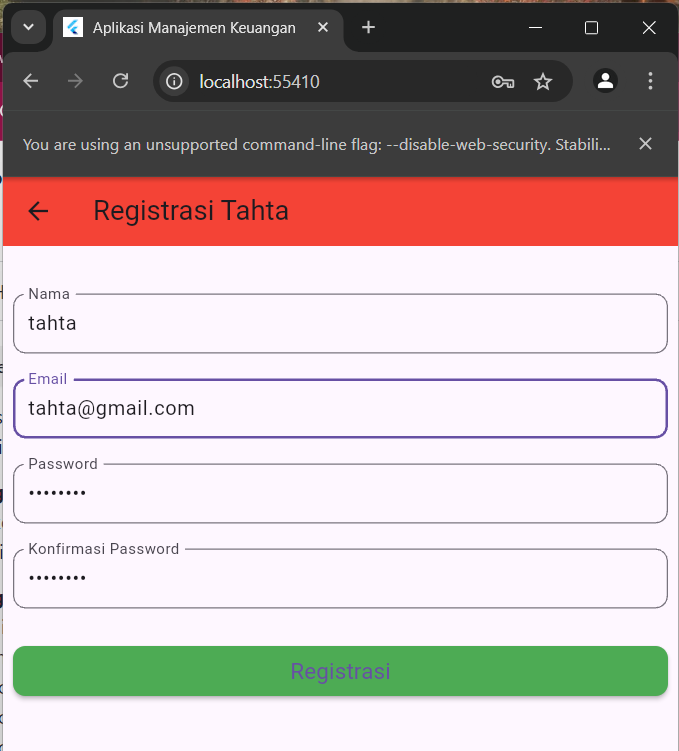 Aplikasi Manajemen Keuangan
localhost:55410
You are using an unsupported command-line flag: --disable-web-security. Stabili...
Registrasi Tahta
Nama
tahta
Email
tahta@gmail.com
Password
••••••••
Konfirmasi Password
••••••••
Registrasi